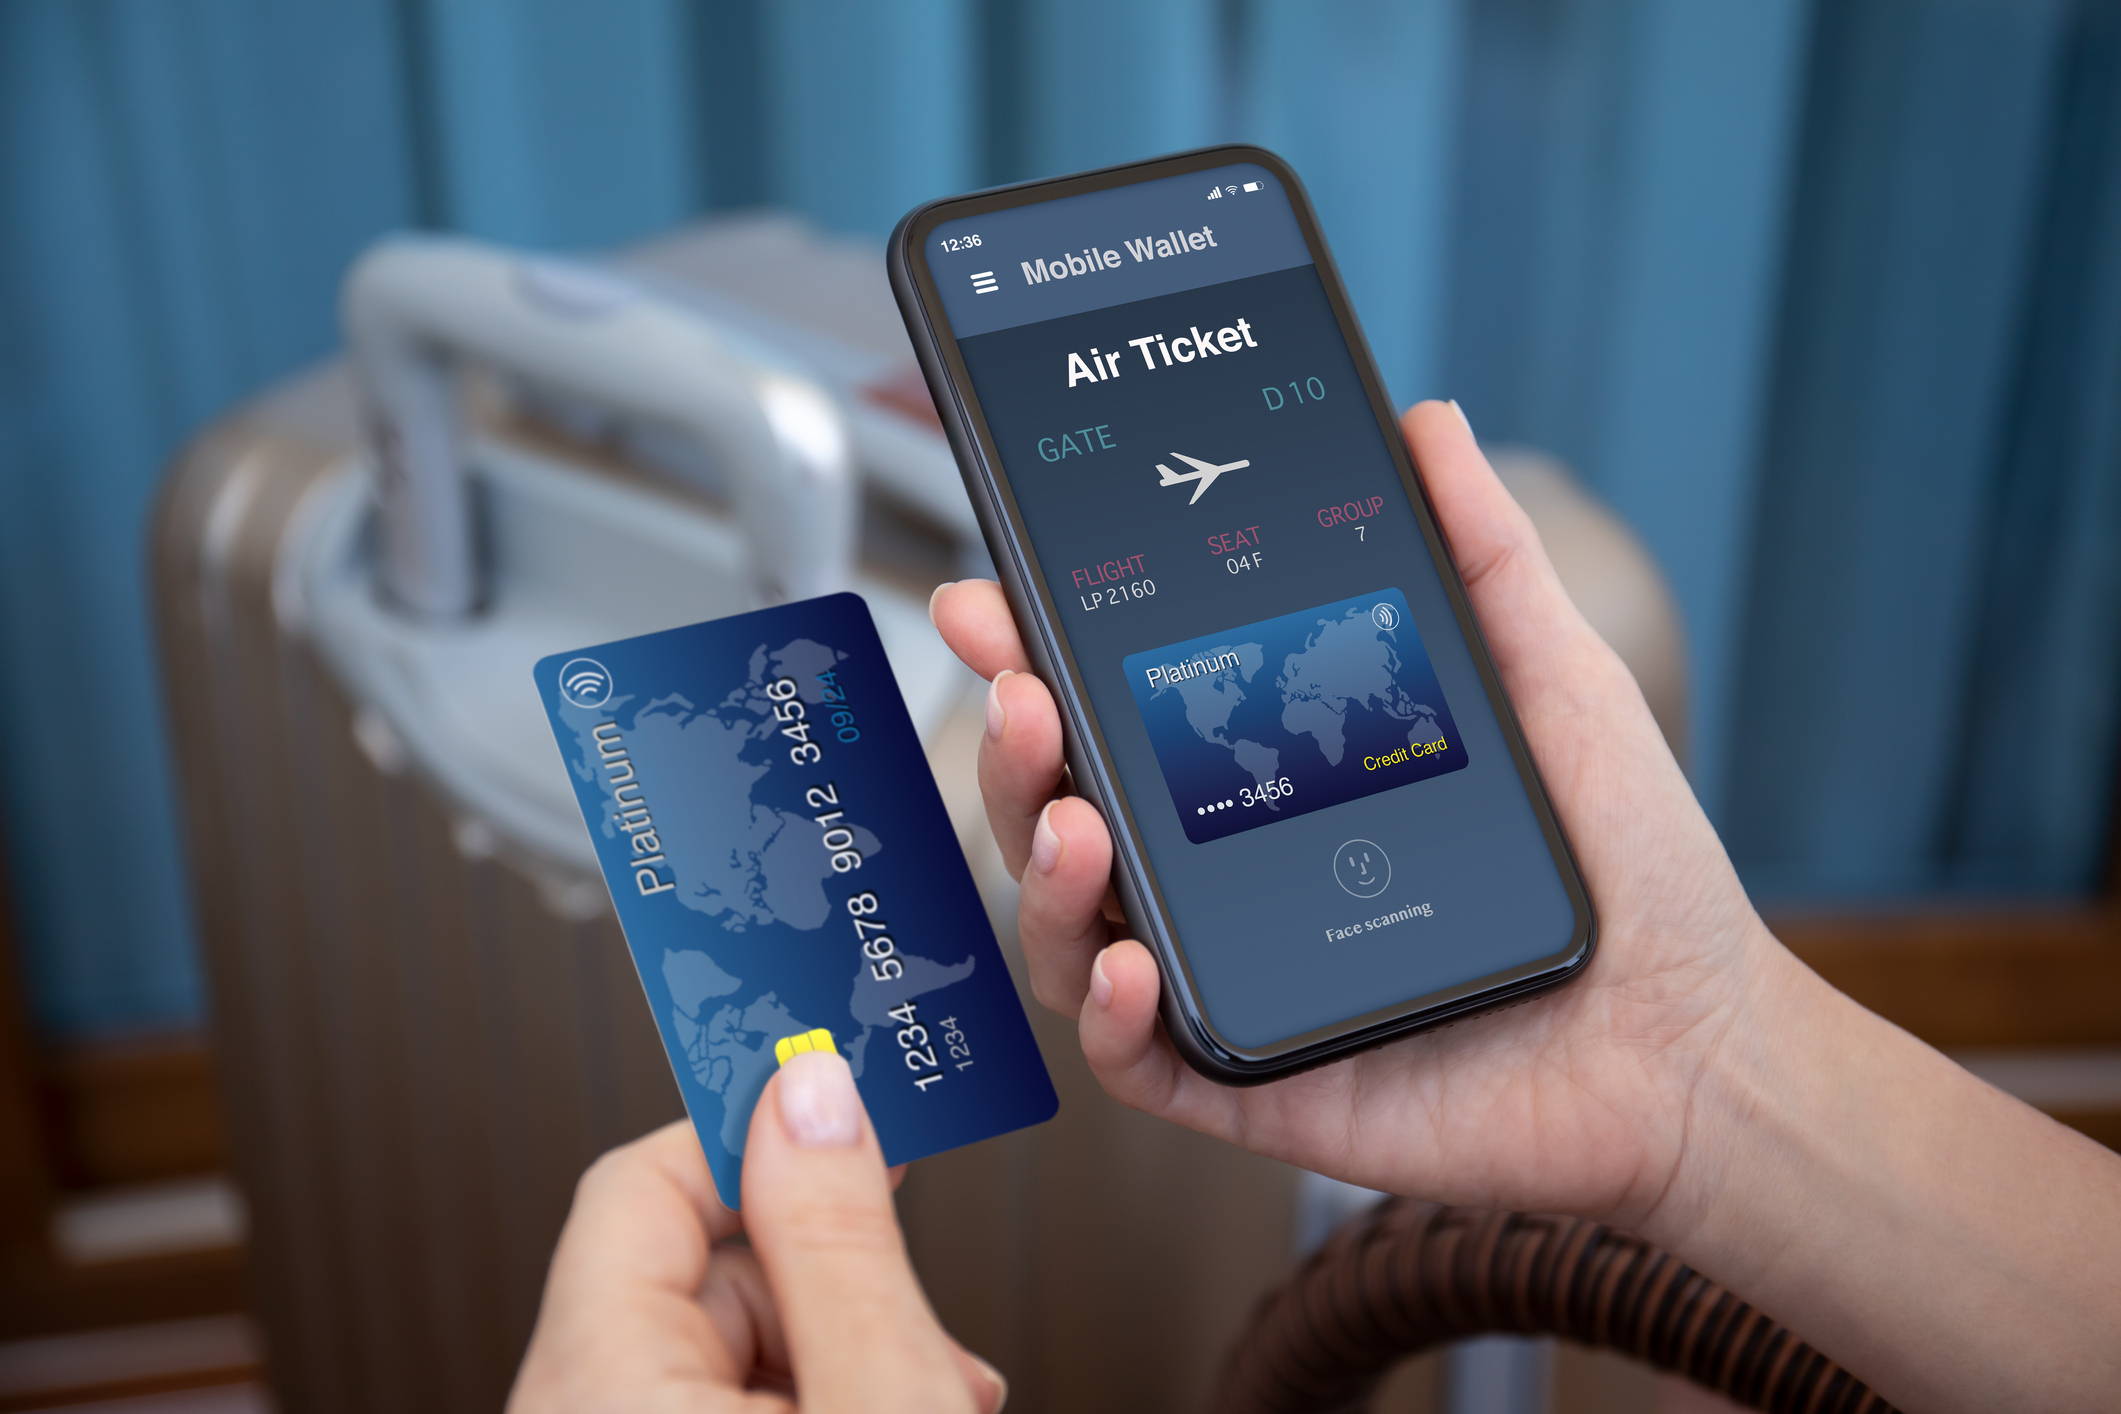 12:36
Mobile Wallet
Air Ticket
GATE D 10
FLIGHT SEAT GROUP
LP 2160 04 F 7
Platinum
Credit Card
•••• 3456
Face scanning
Platinum
1234 5678 9012 3456
1234 09/24